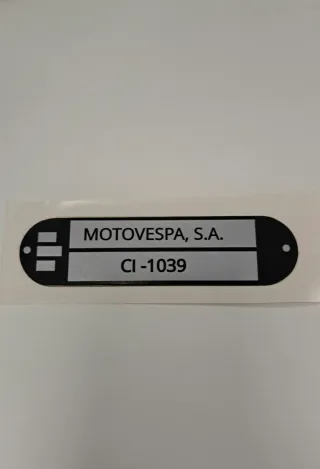 MOTOVESPA, S.A.
CI -1039